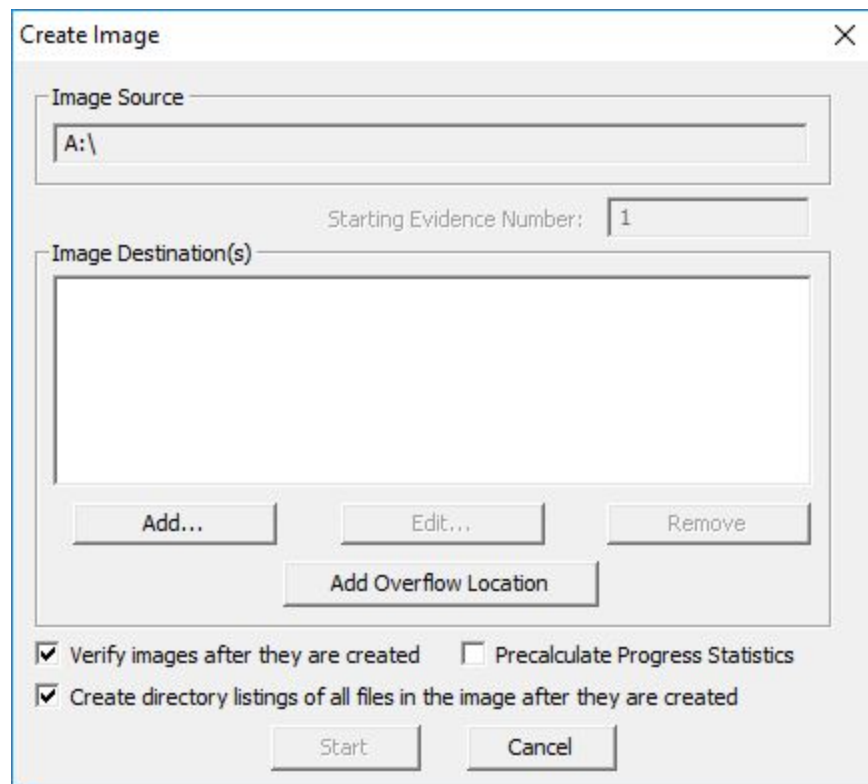 Create Image
Image Source
A:\
Starting Evidence Number: 1
Image Destination(s)
Add... Edit... Remove
Add Overflow Location
Verify images after they are created Precalculate Progress Statistics
Create directory listings of all files in the image after they are created
Start Cancel